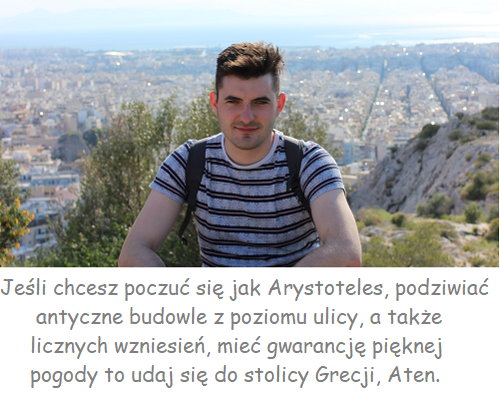 Jeśli chcesz poczuć się jak Arystoteles, podziwiać
antyczne budowle z poziomu ulicy, a także
licznych wzniesień, mieć gwarancję pięknej
pogody to udaj się do stolicy Grecji, Aten.